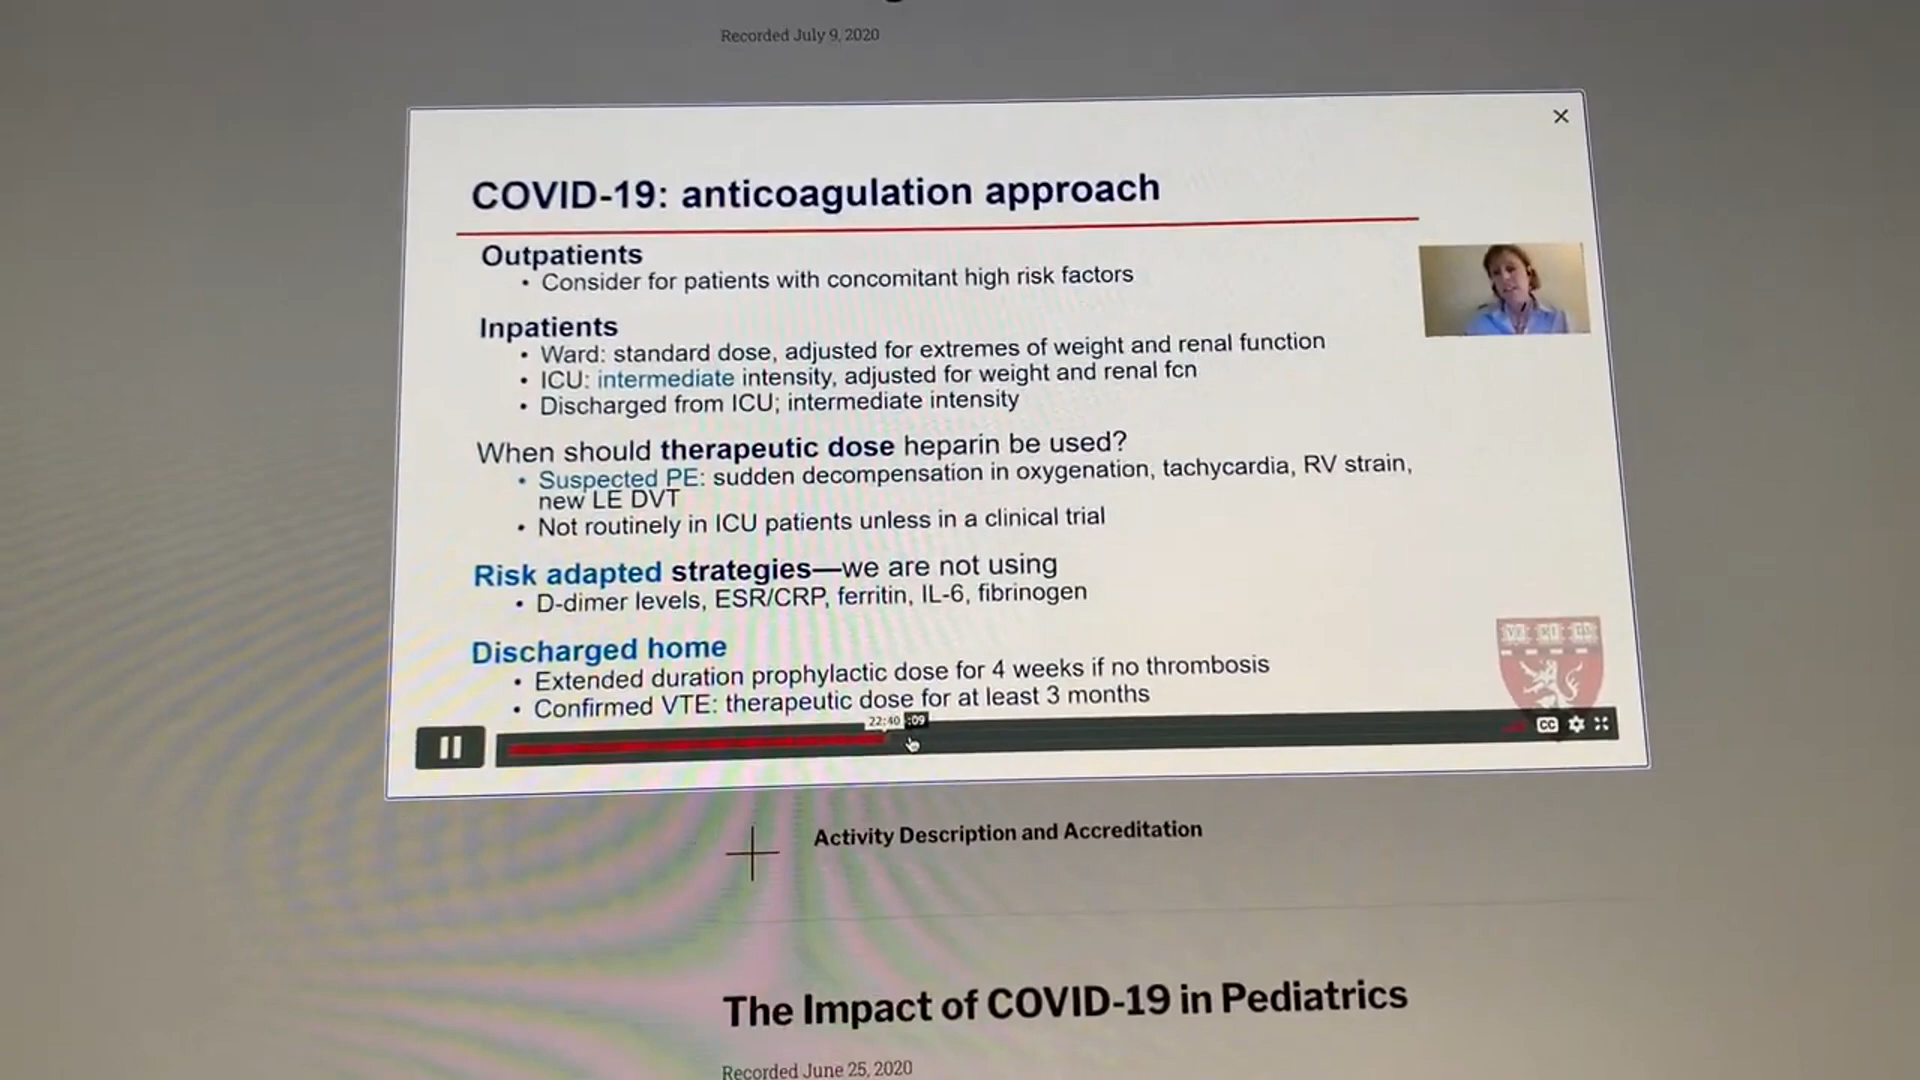 Recorded July 9, 2020
COVID-19: anticoagulation approach
Outpatients
• Consider for patients with concomitant high risk factors
Inpatients
• Ward: standard dose, adjusted for extremes of weight and renal function
• ICU: intermediate intensity, adjusted for weight and renal fcn
• Discharged from ICU; intermediate intensity
When should therapeutic dose heparin be used?
• Suspected PE: sudden decompensation in oxygenation, tachycardia, RV strain,
new LE DVT
• Not routinely in ICU patients unless in a clinical trial
Risk adapted strategies—we are not using
• D-dimer levels, ESR/CRP, ferritin, IL-6, fibrinogen
Discharged home
• Extended duration prophylactic dose for 4 weeks if no thrombosis
• Confirmed VTE: therapeutic dose for at least 3 months
22:40 :09
CC
Activity Description and Accreditation
The Impact of COVID-19 in Pediatrics
Recorded June 25, 2020